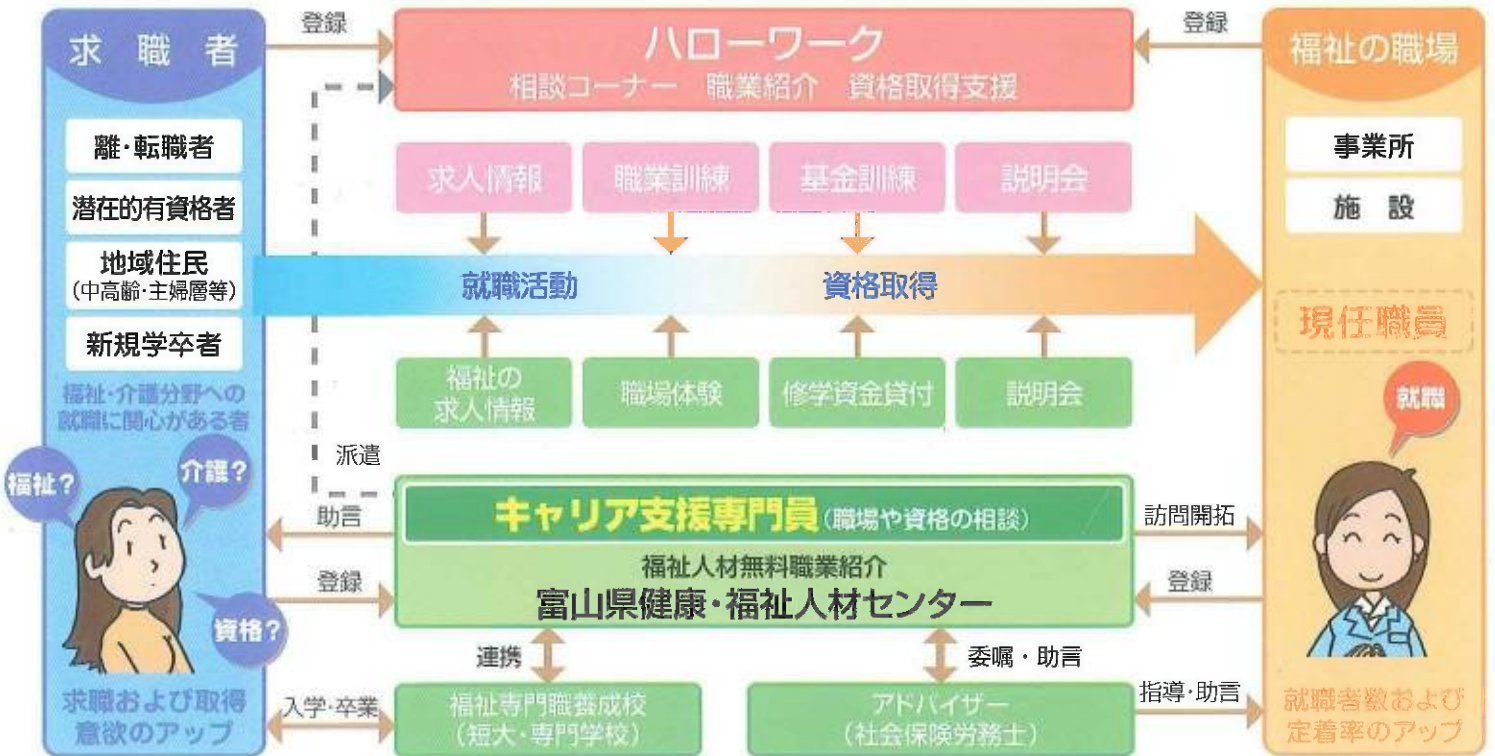 求職者
離・転職者
潜在的有資格者
地域住民
(中高齢・主婦層等)
新規学卒者
福祉・介護分野への
就職に関心がある者
福祉?
介護?
資格?
求職および取得
意欲のアップ
登録
ハローワーク
相談コーナー 職業紹介 資格取得支援
登録
求人情報
職業訓練
基金訓練
説明会
就職活動
資格取得
福祉の
求人情報
職場体験
修学資金貸付
説明会
派遣
助言
キャリア支援専門員(職場や資格の相談)
訪問開拓
登録
福祉人材無料職業紹介
富山県健康・福祉人材センター
登録
連携
委嘱・助言
入学・卒業
福祉専門職養成校
(短大・専門学校)
アドバイザー
(社会保険労務士)
指導・助言
福祉の職場
事業所
施設
現任職員
就職
就職者数および
定着率のアップ